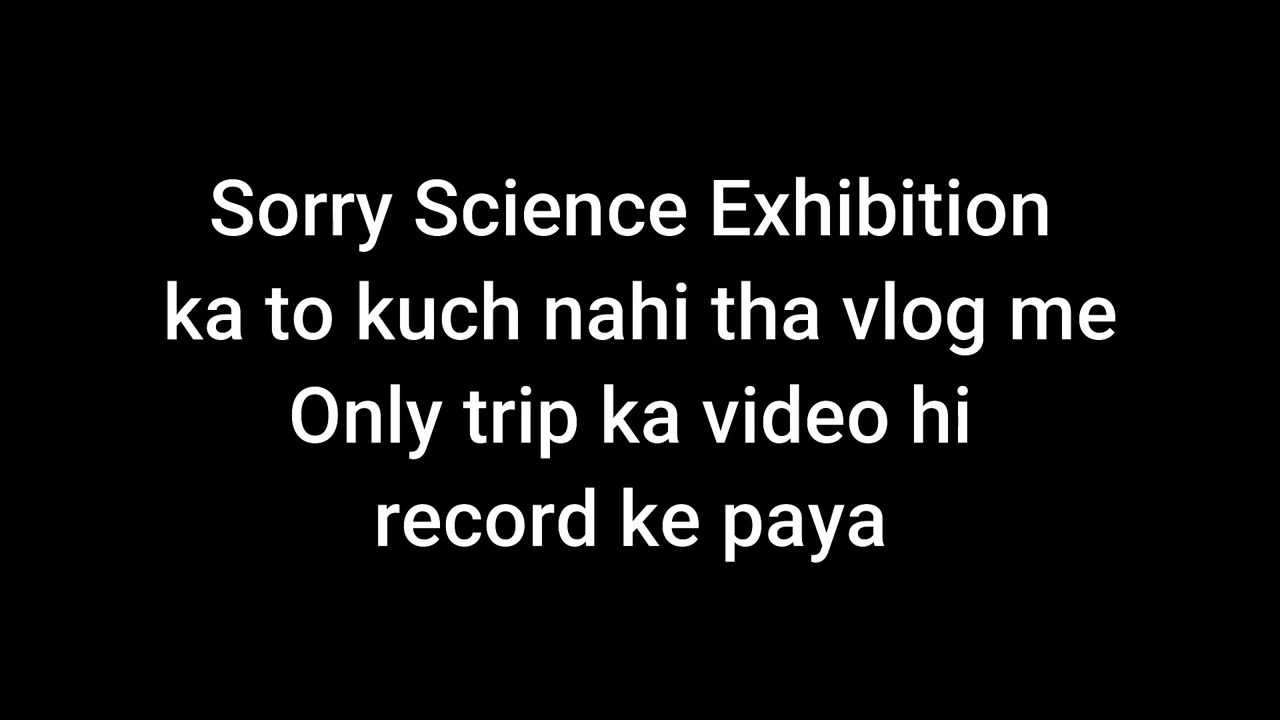 Sorry Science Exhibition
ka to kuch nahi tha vlog me
Only trip ka video hi
record ke paya